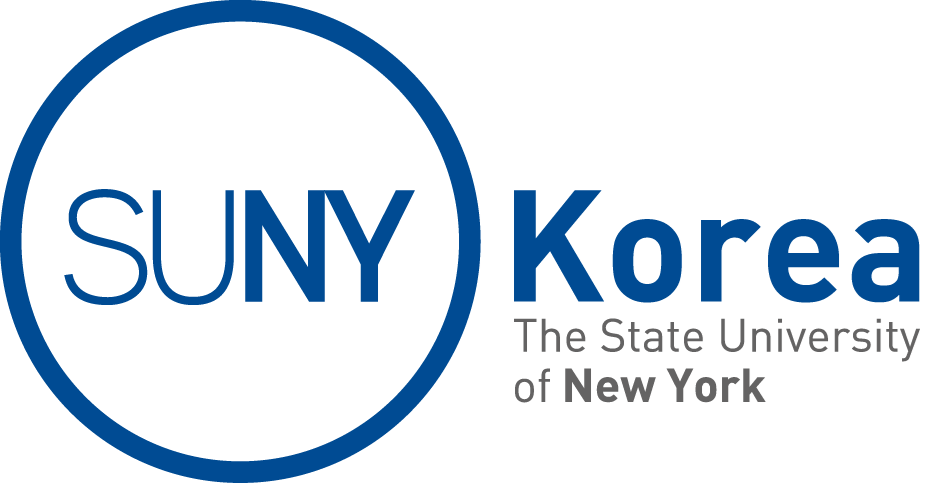 SUNY
Korea
The State University
of New York